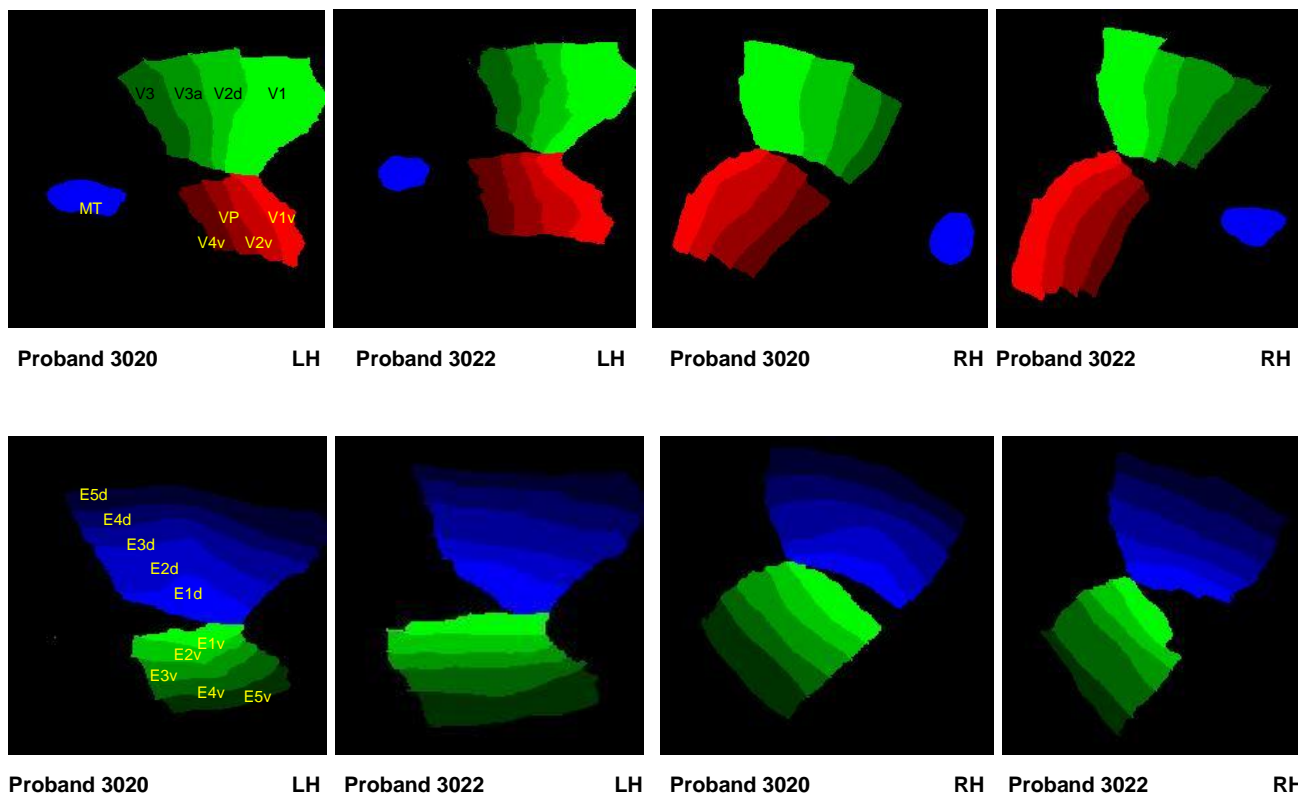 V3 V3a V2d V1
MT
VP V1v
V4v V2v
Proband 3020 LH Proband 3022 LH Proband 3020 RH Proband 3022 RH
E5d
E4d
E3d
E2d
E1d
E1v
E2v
E3v
E4v E5v
Proband 3020 LH Proband 3022 LH Proband 3020 RH Proband 3022 RH